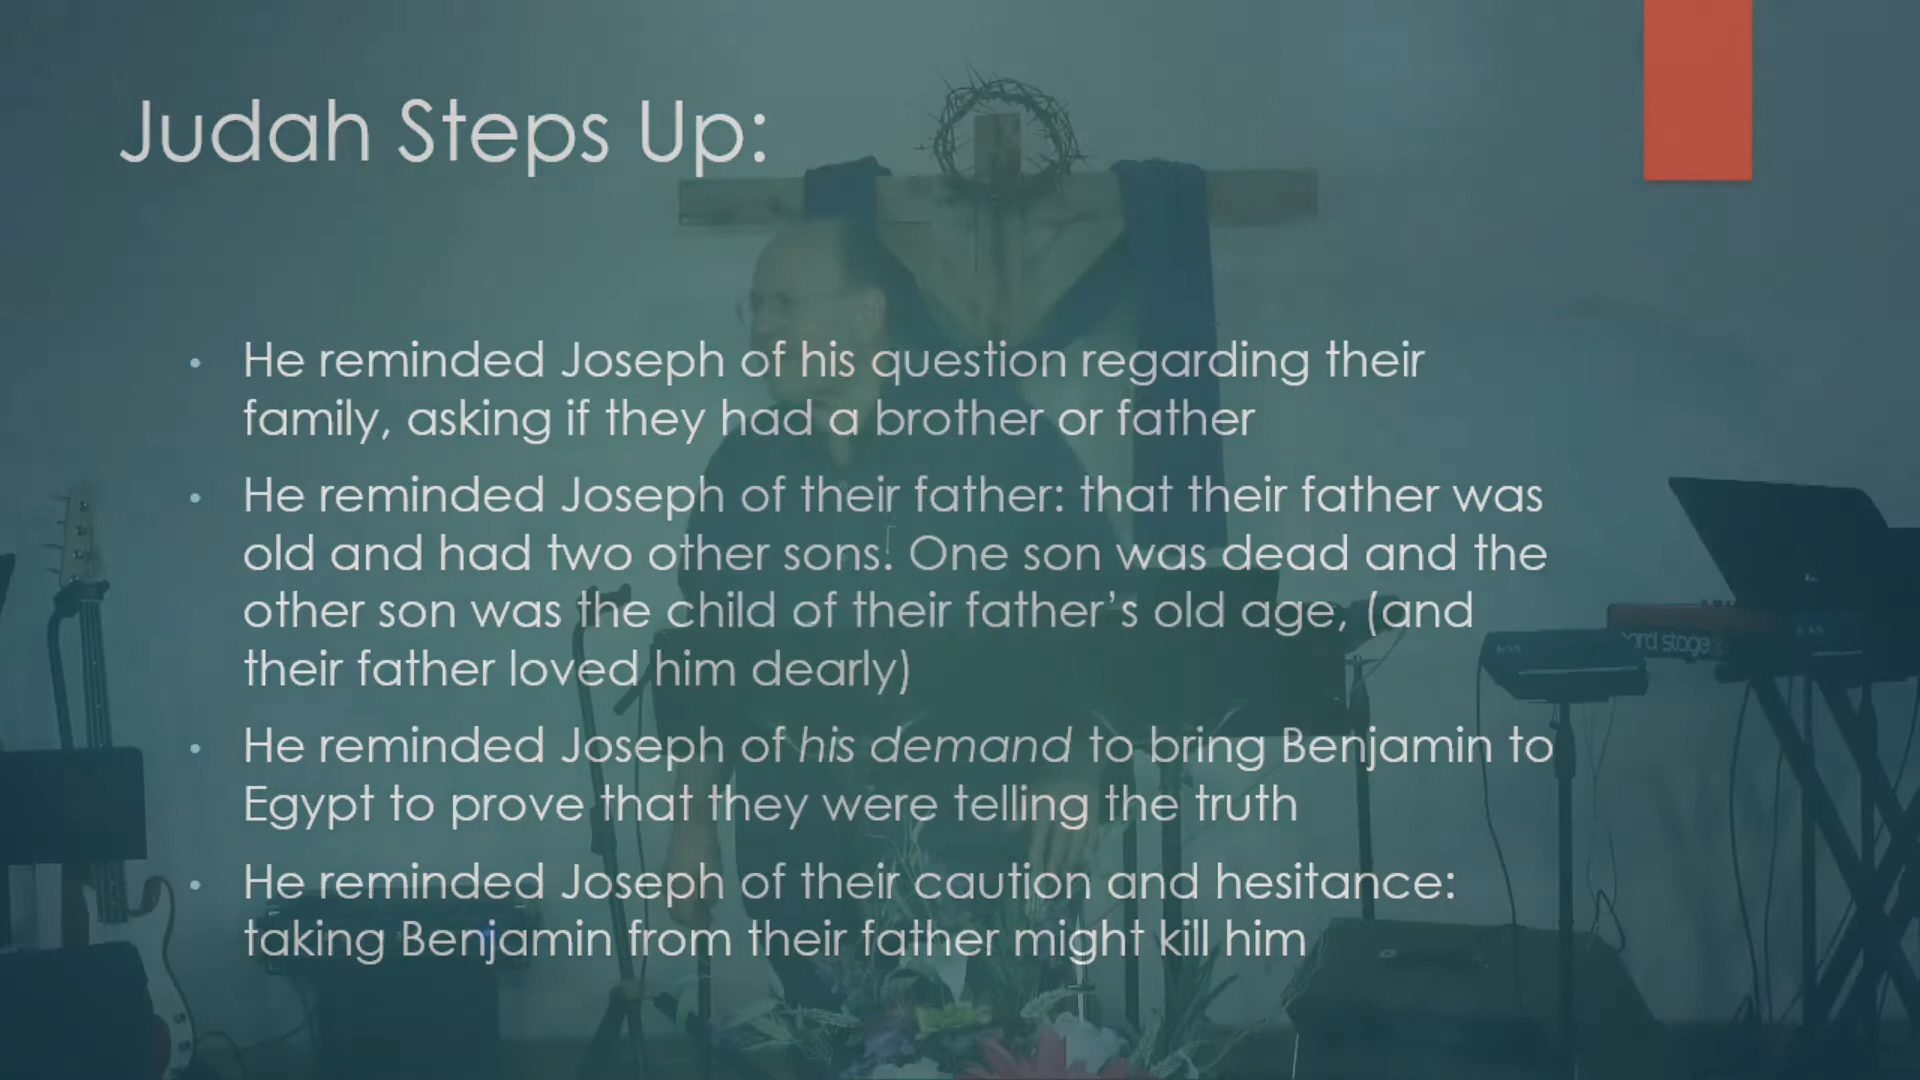 Judah Steps Up:
• He reminded Joseph of his question regarding their
family, asking if they had a brother or father
• He reminded Joseph of their father: that their father was
old and had two other sons. One son was dead and the
other son was the child of their father's old age, (and
their father loved him dearly)
• He reminded Joseph of his demand to bring Benjamin to
Egypt to prove that they were telling the truth
• He reminded Joseph of their caution and hesitance:
taking Benjamin from their father might kill him
stage